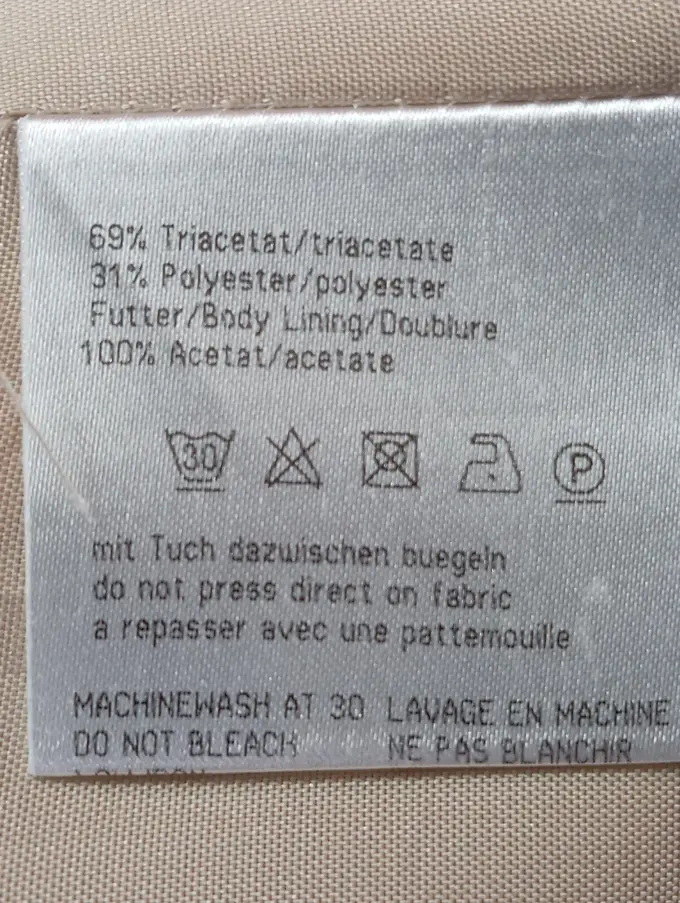 69% Triacetat/triacetate
31% Polyester/polyester
Futter/Body Lining/Doublure
100% Acetat/acetate
30 P
mit Tuch dazwischen buegeln
do not press direct on fabric
a repasser avec une pattemouille
MACHINEWASH AT 30 LAVAGE EN MACHINE
DO NOT BLEACH NE PAS BLANCHIR